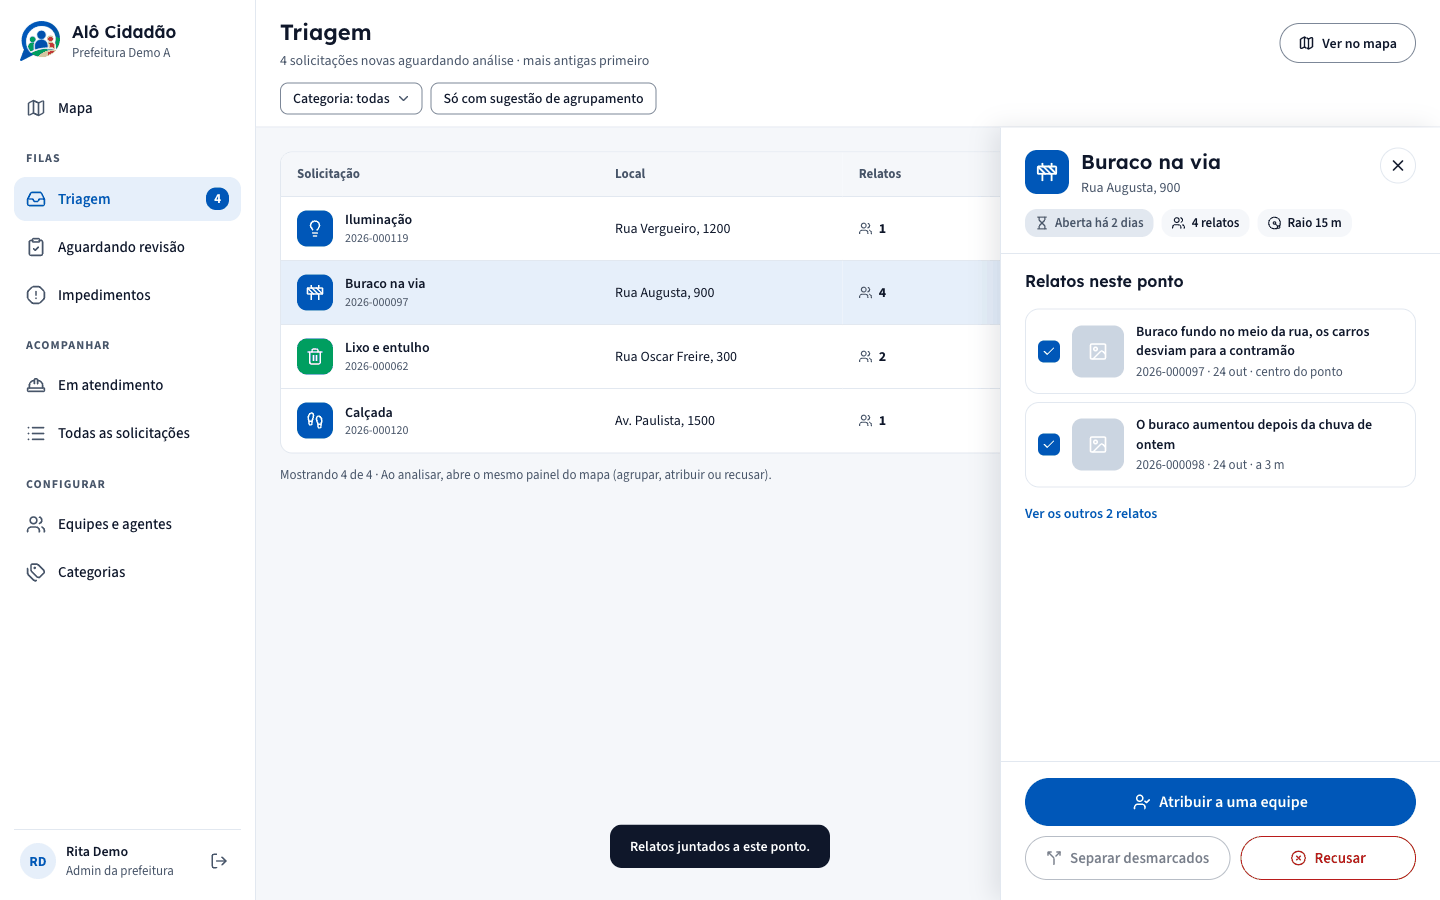 Alô Cidadão
Prefeitura Demo A
Mapa
FILAS
Triagem
4
Aguardando revisão
Impedimentos
ACOMPANHAR
Em atendimento
Todas as solicitações
CONFIGURAR
Equipes e agentes
Categorias
RD
Rita Demo
Admin da prefeitura
Triagem
4 solicitações novas aguardando análise · mais antigas primeiro
Ver no mapa
Categoria: todas
Só com sugestão de agrupamento
Solicitação Local Relatos
Iluminação
2026-000119
Rua Vergueiro, 1200
1
Buraco na via
2026-000097
Rua Augusta, 900
4
Lixo e entulho
2026-000062
Rua Oscar Freire, 300
2
Calçada
2026-000120
Av. Paulista, 1500
1
Mostrando 4 de 4 · Ao analisar, abre o mesmo painel do mapa (agrupar, atribuir ou recusar).
Relatos juntados a este ponto.
Buraco na via
Rua Augusta, 900
Aberta há 2 dias
4 relatos
Raio 15 m
Relatos neste ponto
Buraco fundo no meio da rua, os carros
desviam para a contramão
2026-000097 · 24 out · centro do ponto
O buraco aumentou depois da chuva de
ontem
2026-000098 · 24 out · a 3 m
Ver os outros 2 relatos
Atribuir a uma equipe
Separar desmarcados
Recusar